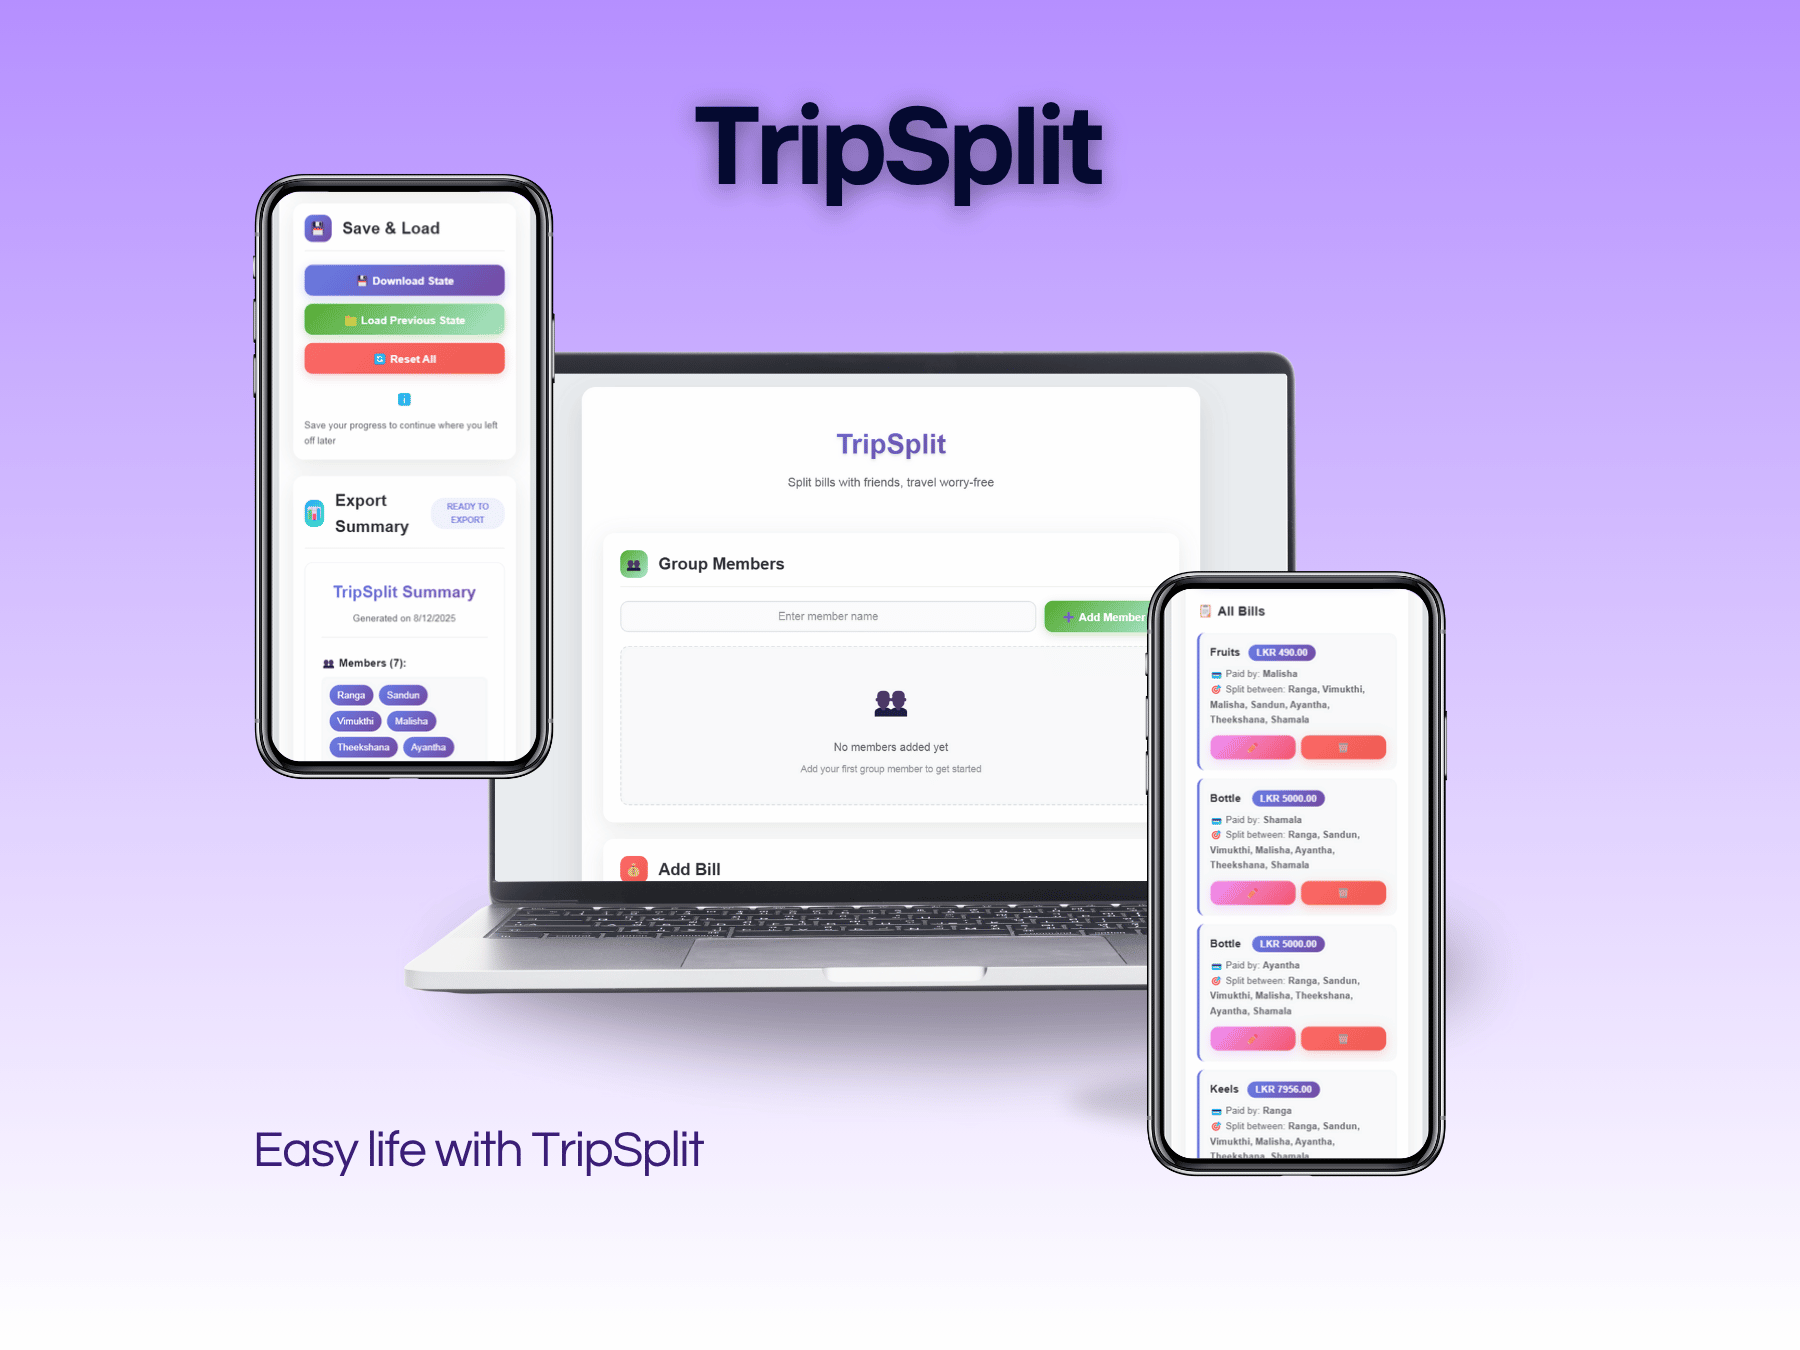 TripSplit
Save & Load
Download State
Load Previous State
Reset All
Save your progress to continue where you left
off later
Export
Summary
READY TO
EXPORT
TripSplit Summary
Generated on 8/12/2025
Members (7):
Ranga
Sandun
Vimukthi
Malisha
Theekshana
Ayantha
TripSplit
Split bills with friends, travel worry-free
Group Members
Enter member name
Add Member
No members added yet
Add your first group member to get started
Add Bill
All Bills
Fruits LKR 490.00
Paid by: Malisha
Split between: Ranga, Vimukthi,
Malisha, Sandun, Ayantha,
Theekshana, Shamala
Bottle LKR 5000.00
Paid by: Shamala
Split between: Ranga, Sandun,
Vimukthi, Malisha, Ayantha,
Theekshana, Shamala
Bottle LKR 5000.00
Paid by: Ayantha
Split between: Ranga, Sandun,
Vimukthi, Malisha, Theekshana,
Ayantha, Shamala
Keels LKR 7956.00
Paid by: Ranga
Split between: Ranga, Sandun,
Vimukthi, Malisha, Ayantha,
Theekshana, Shamala
Easy life with TripSplit